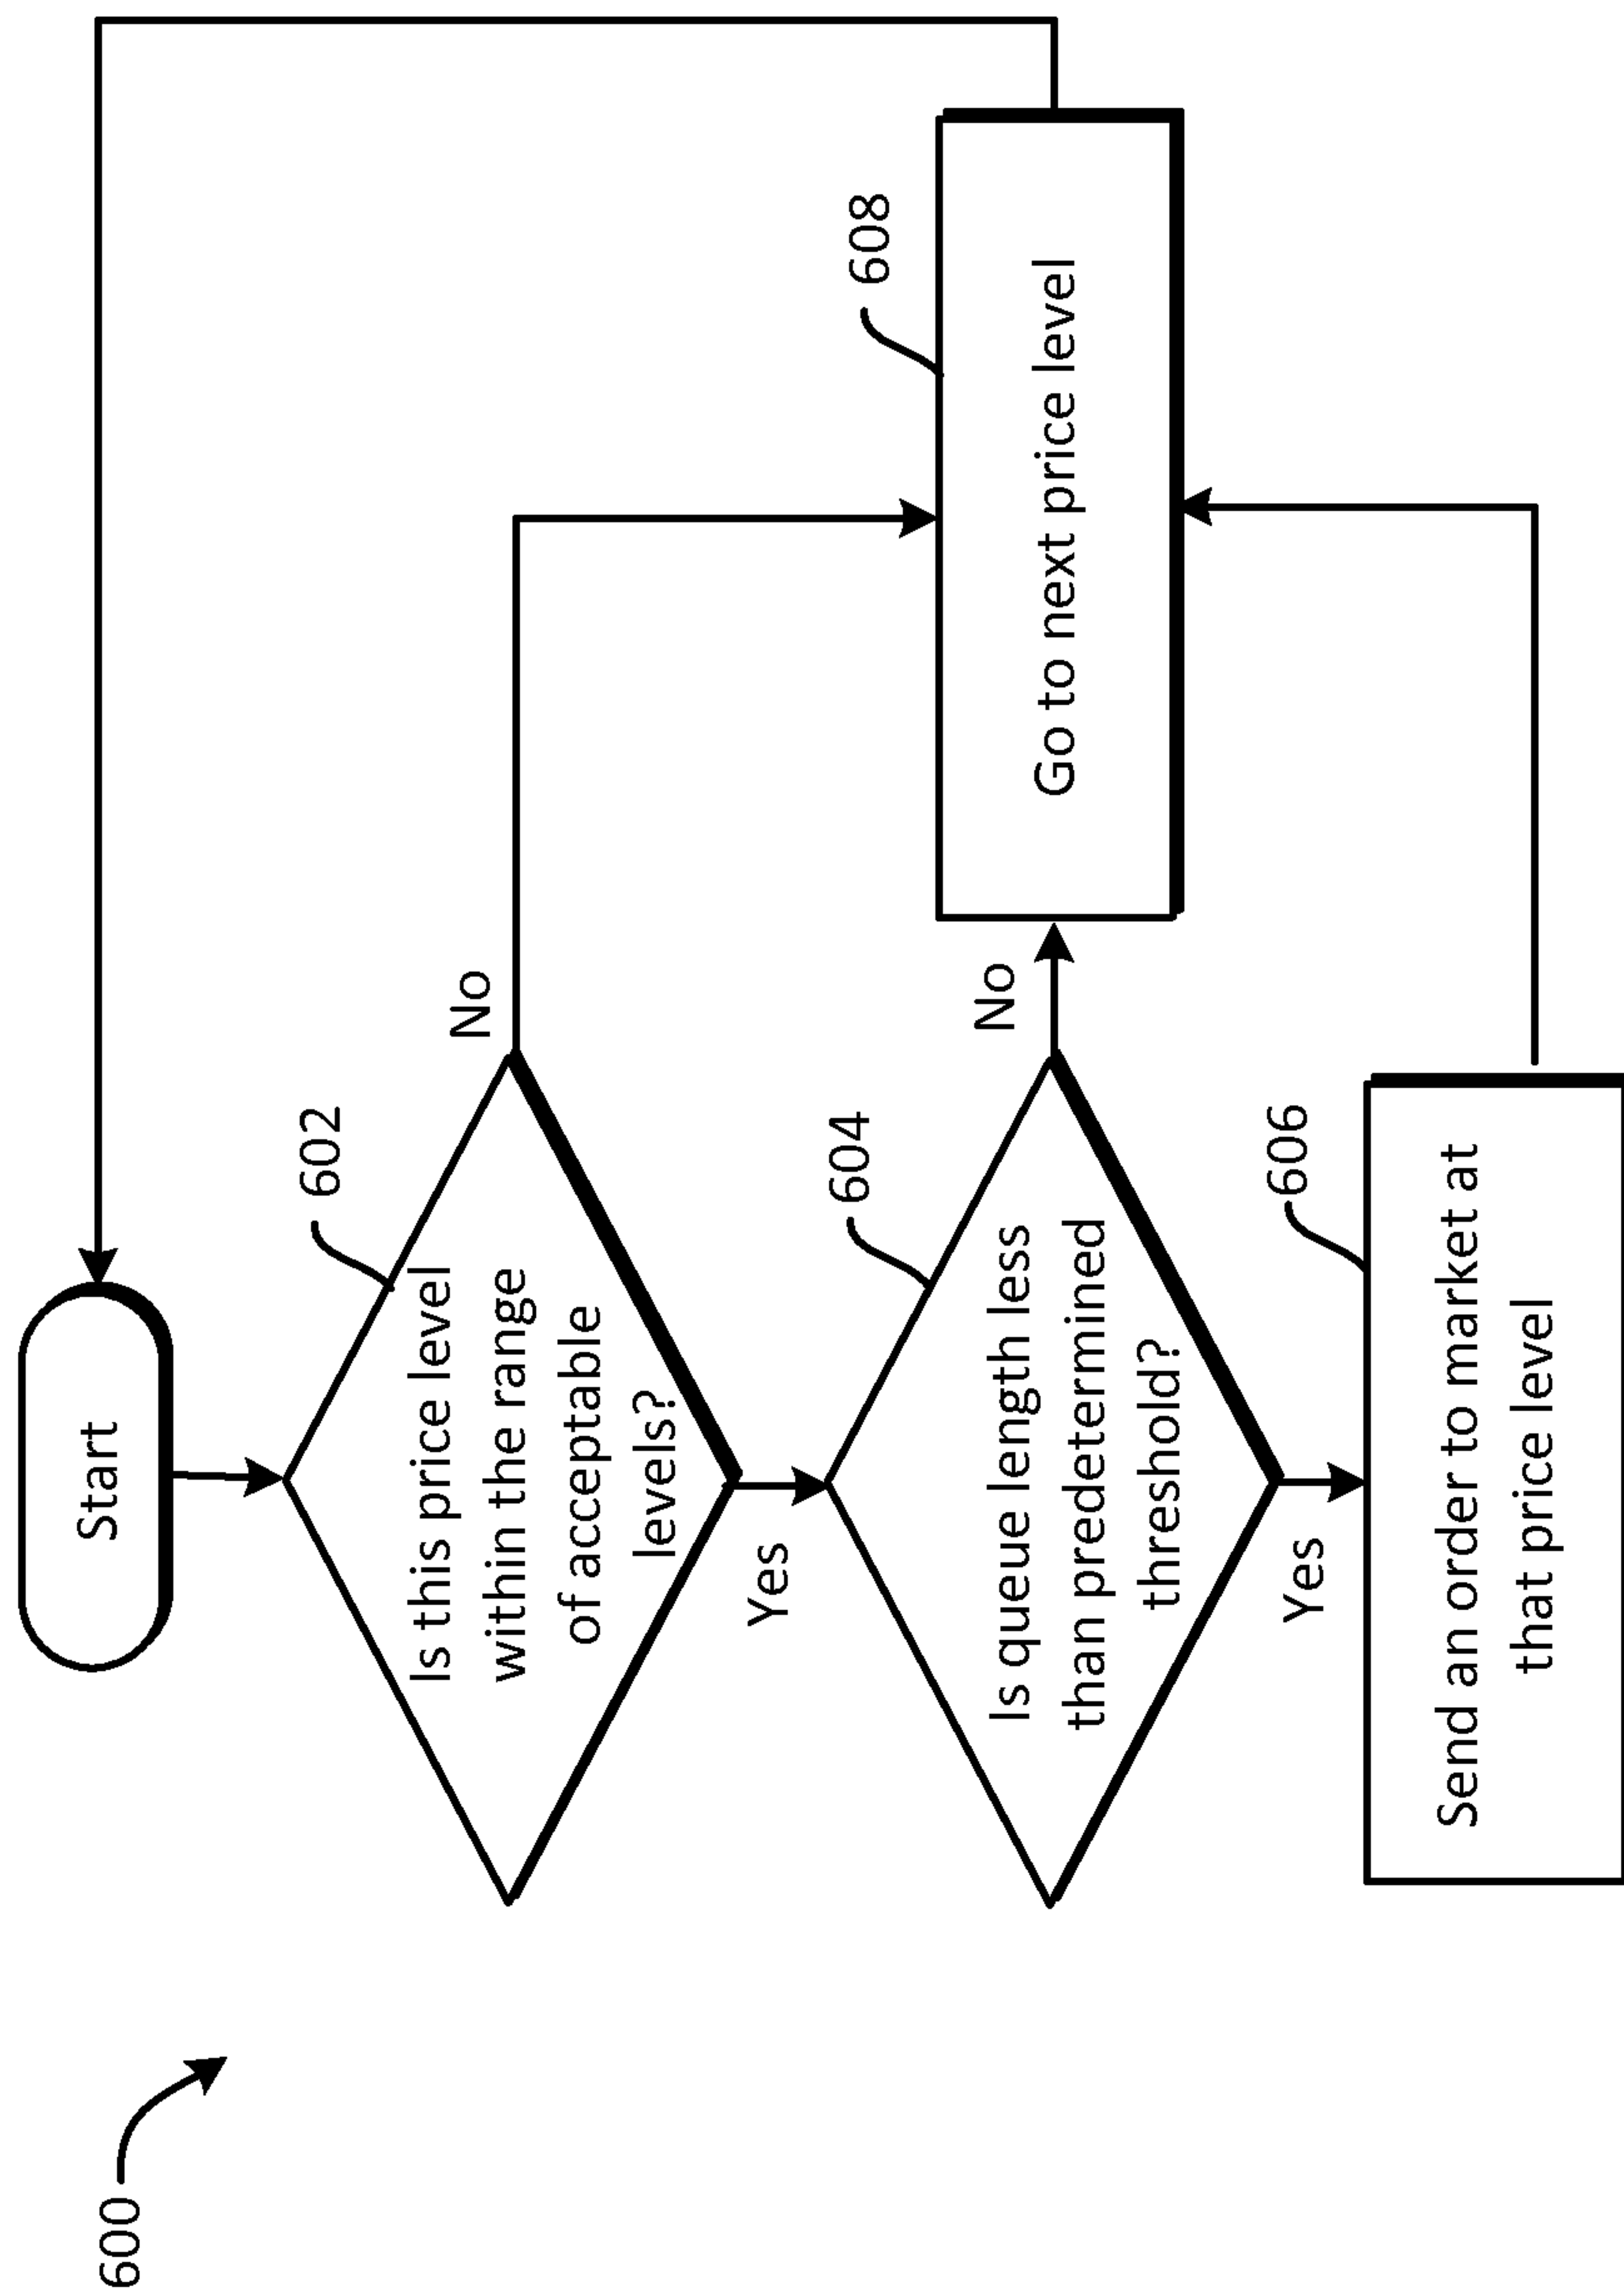 600
Start
602
Is this price level
within the range
of acceptable
levels?
No
Yes
604
Is queue length less
than predetermined
threshold?
No
608
Go to next price level
Yes
606
Send an order to market at
that price level